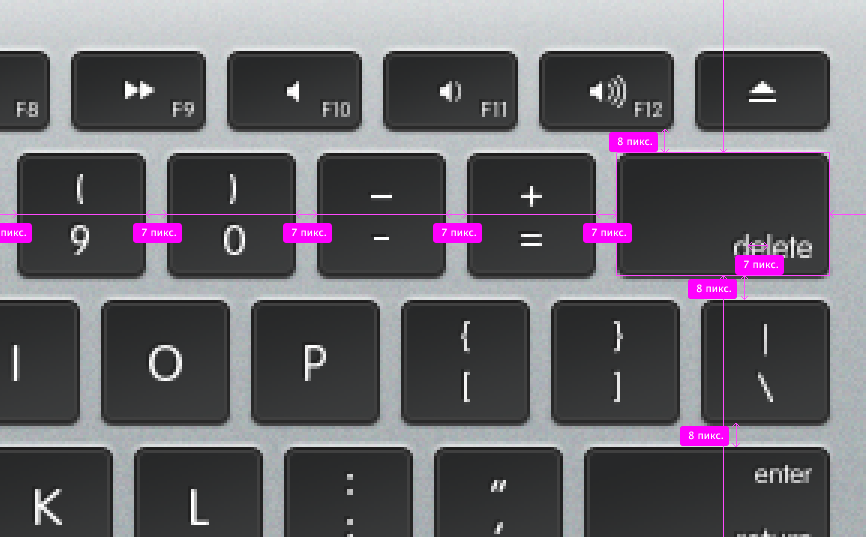 F8 F9 F10 F11 F12
8 пикс.
( ) — +
9 0 - =
пикс. 7 пикс. 7 пикс. 7 пикс. 7 пикс.
delete
7 пикс.
8 пикс.
I O P { } |
[ ] \
8 пикс.
K L : " enter
; '